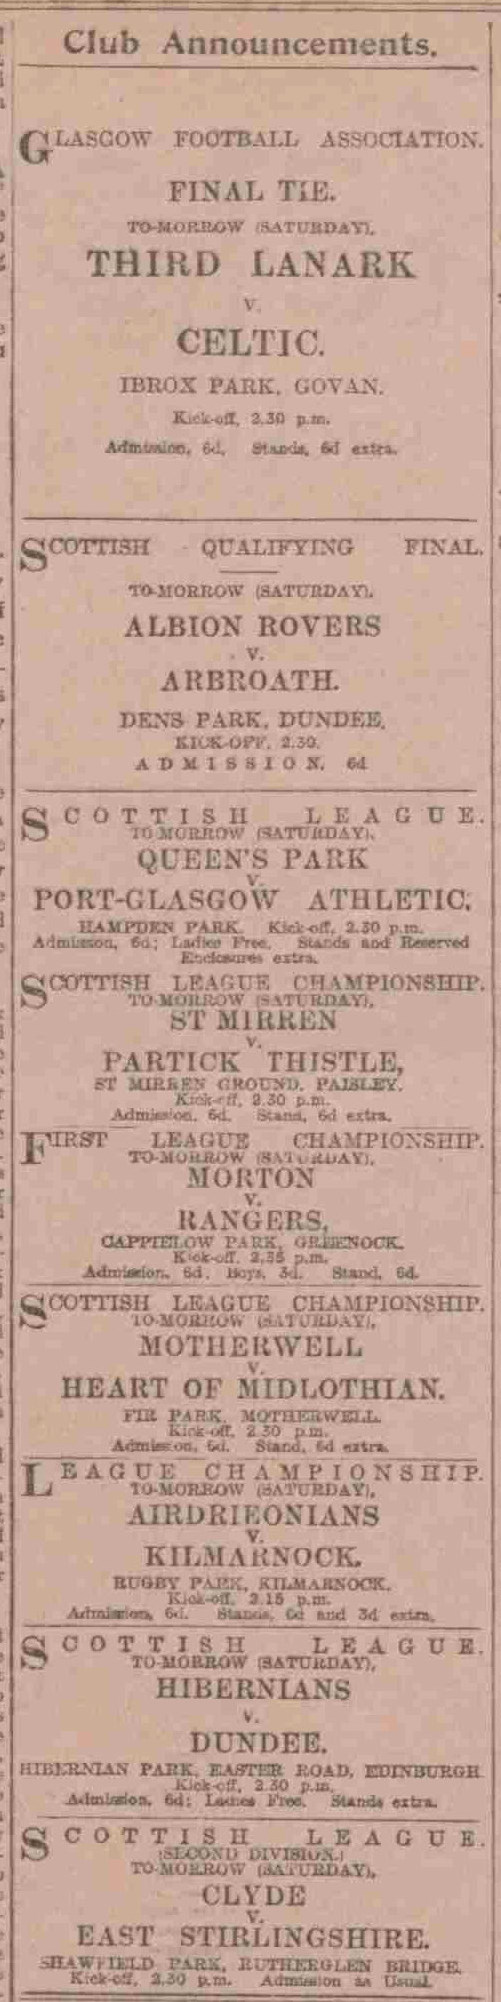 Club Announcements.
GLASGOW FOOTBALL ASSOCIATION.
FINAL TIE.
TO-MORROW (SATURDAY),
THIRD LANARK
v.
CELTIC.
IBROX PARK, GOVAN.
Kick-off, 2.30 p.m.
Admission, 6d, Stands, 6d extra.
SCOTTISH QUALIFYING FINAL.
TO-MORROW (SATURDAY),
ALBION ROVERS
v.
ARBROATH.
DENS PARK, DUNDEE,
KICK-OFF, 2.30.
ADMISSION, 6d
SCOTTISH LEAGUE.
TO-MORROW (SATURDAY),
QUEEN'S PARK
v.
PORT-GLASGOW ATHLETIC,
HAMPDEN PARK. Kick-off, 2.30 p.m.
Admission, 6d; Ladies Free. Stands and Reserved
Enclosures extra.
SCOTTISH LEAGUE CHAMPIONSHIP.
TO-MORROW (SATURDAY),
ST MIRREN
v.
PARTICK THISTLE,
ST MIRREN GROUND, PAISLEY.
Kick-off, 2.30 p.m.
Admission, 6d. Stand, 6d extra.
FIRST LEAGUE CHAMPIONSHIP.
TO-MORROW (SATURDAY),
MORTON
v.
RANGERS,
CAPPIELOW PARK, GREENOCK.
Kick-off, 2.35 p.m.
Admission, 6d. Boys, 3d. Stand, 6d.
SCOTTISH LEAGUE CHAMPIONSHIP.
TO-MORROW (SATURDAY),
MOTHERWELL
v.
HEART OF MIDLOTHIAN.
FIR PARK, MOTHERWELL.
Kick-off, 2.30 p.m.
Admission, 6d. Stand, 6d extra.
LEAGUE CHAMPIONSHIP.
TO-MORROW (SATURDAY),
AIRDRIEONIANS
v.
KILMARNOCK.
RUGBY PARK, KILMARNOCK.
Kick-off, 2.15 p.m.
Admission, 6d. Stands, 6d and 3d extra.
SCOTTISH LEAGUE.
TO-MORROW (SATURDAY),
HIBERNIANS
v.
DUNDEE.
HIBERNIAN PARK, EASTER ROAD, EDINBURGH.
Kick-off, 2.30 p.m.
Admission, 6d; Ladies Free. Stands extra.
SCOTTISH LEAGUE.
(SECOND DIVISION.)
TO-MORROW (SATURDAY),
CLYDE
v.
EAST STIRLINGSHIRE.
SHAWFIELD PARK, RUTHERGLEN BRIDGE.
Kick-off, 2.30 p.m. Admission as Usual.